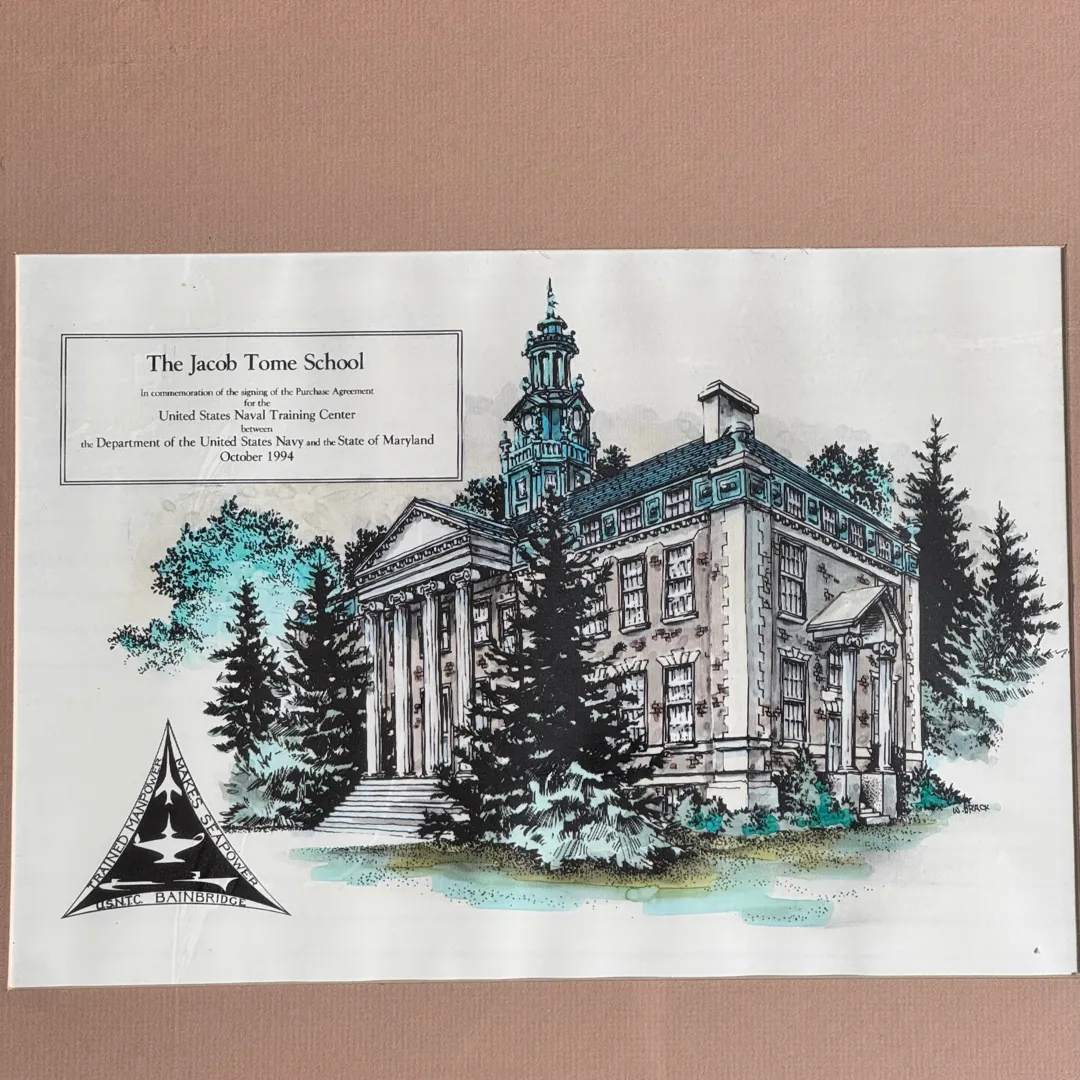 The Jacob Tome School
In commemoration of the signing of the Purchase Agreement
for the
United States Naval Training Center
between
the Department of the United States Navy and the State of Maryland
October 1994
TRAINED MANPOWER
MAKES SEAPOWER
U.S.N.T.C. BAINBRIDGE
W. BRACK